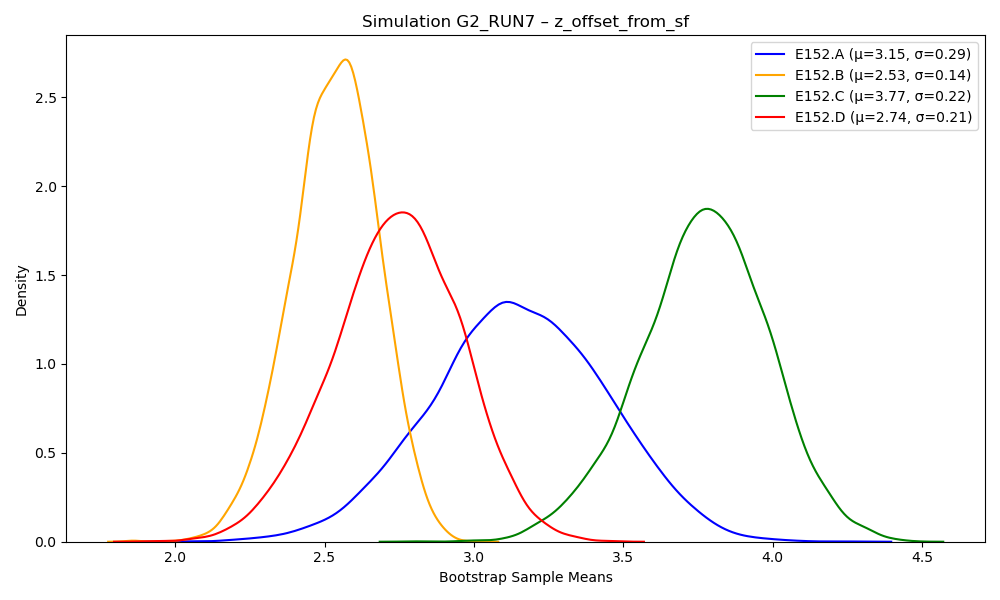 Simulation G2_RUN7 – z_offset_from_sf
E152.A (μ=3.15, σ=0.29)
E152.B (μ=2.53, σ=0.14)
E152.C (μ=3.77, σ=0.22)
E152.D (μ=2.74, σ=0.21)
Density
2.5
2.0
1.5
1.0
0.5
0.0
2.0 2.5 3.0 3.5 4.0 4.5
Bootstrap Sample Means